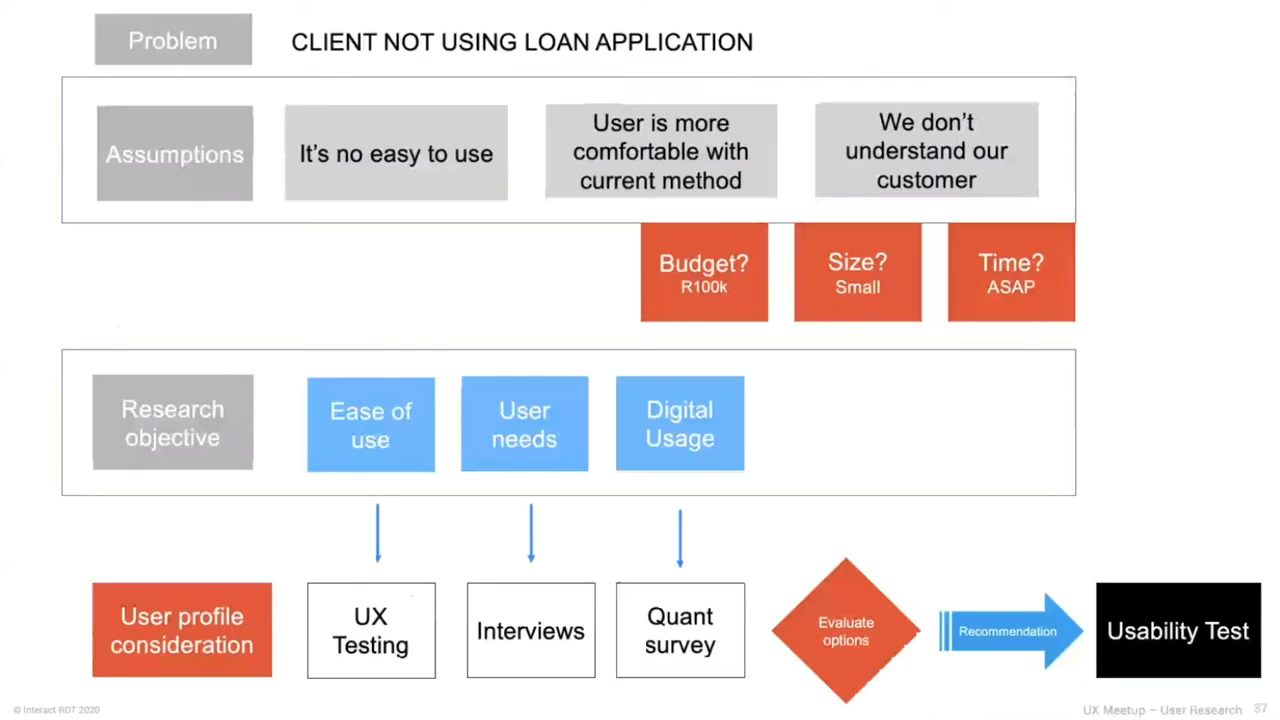 Problem
CLIENT NOT USING LOAN APPLICATION
Assumptions
It's no easy to use
User is more
comfortable with
current method
We don't
understand our
customer
Budget?
R100k
Size?
Small
Time?
ASAP
Research
objective
Ease of
use
User
needs
Digital
Usage
User profile
consideration
UX
Testing
Interviews
Quant
survey
Evaluate
options
Recommendation
Usability Test
© Interact RDT 2020
UX Meetup – User Research 37